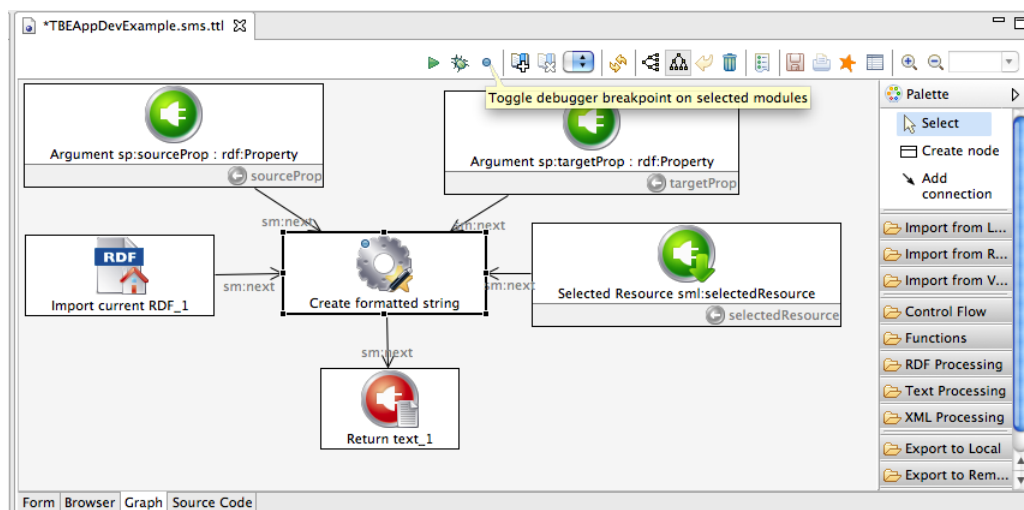 *TBEAppDevExample.sms.ttl
Toggle debugger breakpoint on selected modules
Palette
Select
Create node
Add
connection
Import from L...
Import from R...
Import from V...
Control Flow
Functions
RDF Processing
Text Processing
XML Processing
Export to Local
Export to Rem...
Argument sp:sourceProp : rdf:Property
sourceProp
Argument sp:targetProp : rdf:Property
targetProp
sm:next
sm:next
RDF
Import current RDF_1
sm:next
Create formatted string
sm:next
Selected Resource sml:selectedResource
selectedResource
sm:next
Return text_1
Form Browser Graph Source Code